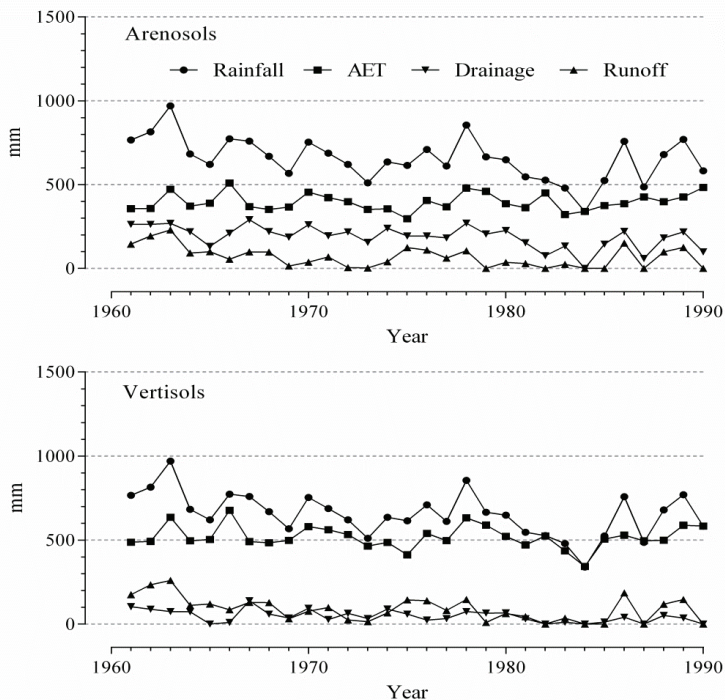 1500
Arenosols
Rainfall AET Drainage Runoff
1000
mm
500
0
1960 1970 1980 1990
Year
1500
Vertisols
1000
mm
500
0
1960 1970 1980 1990
Year